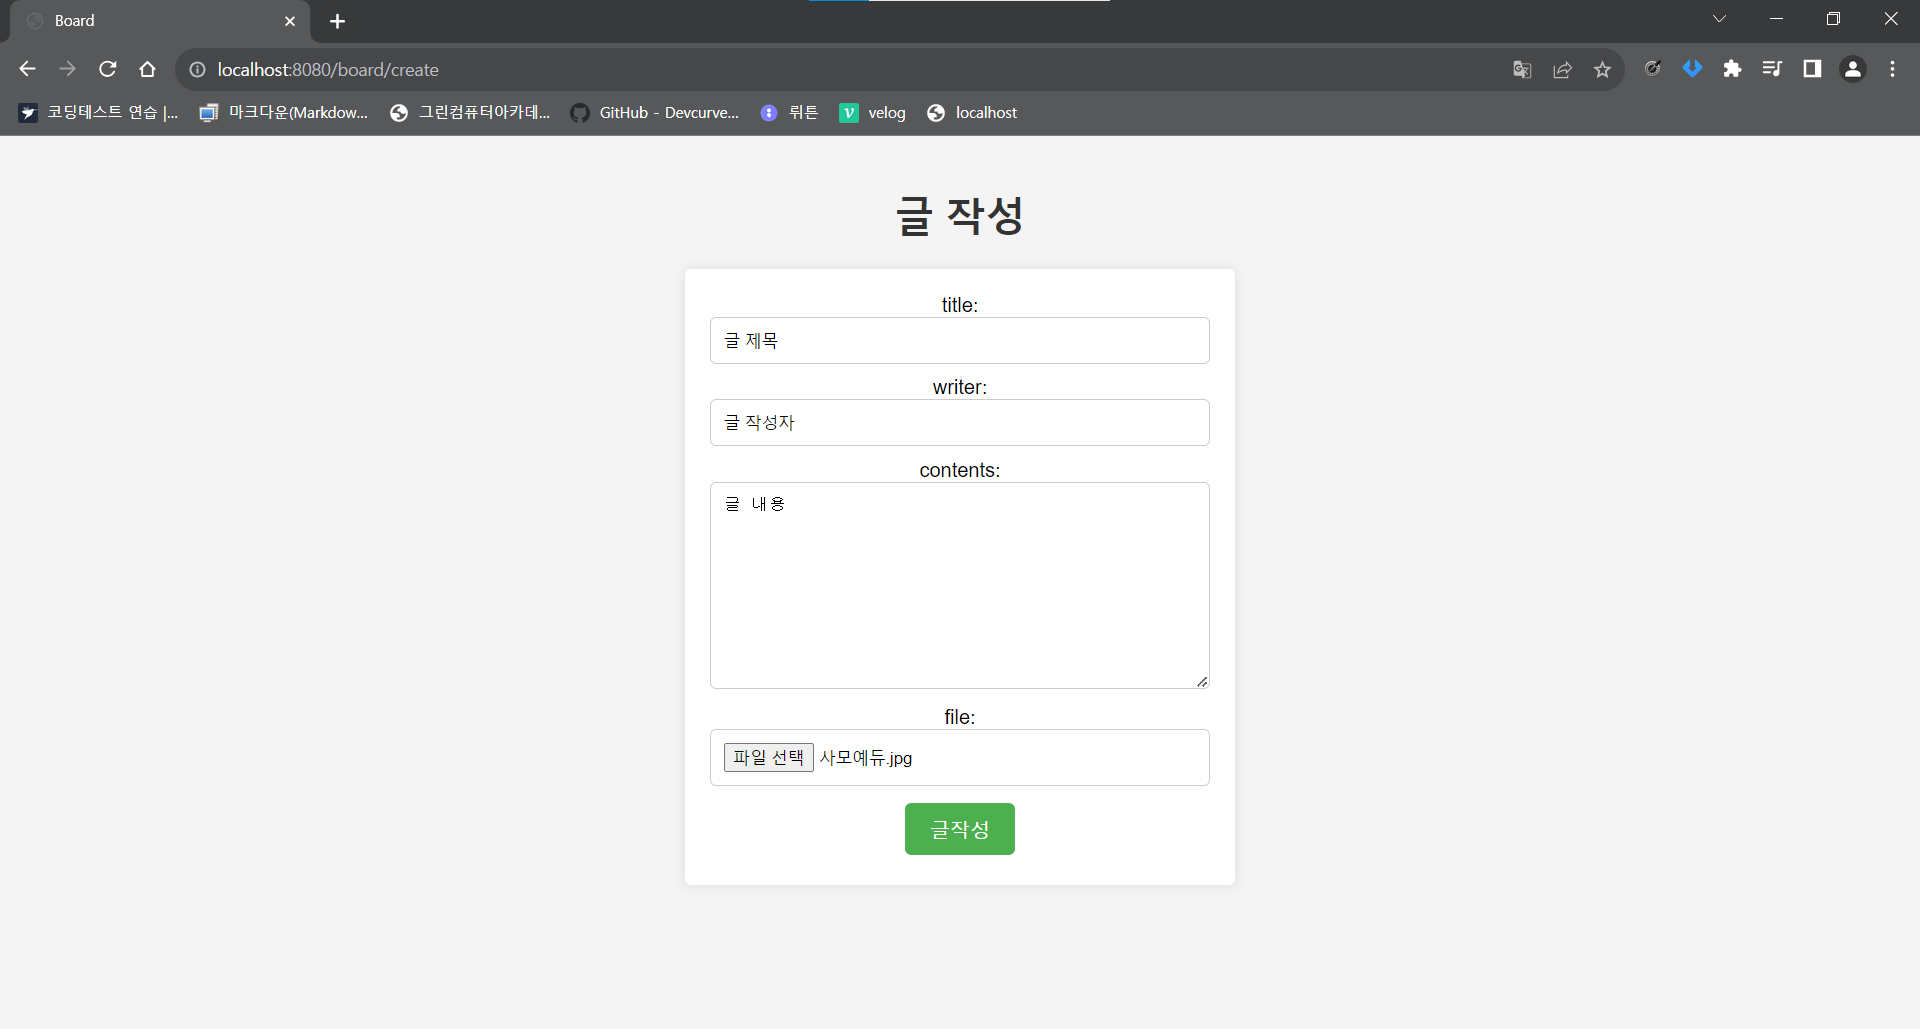 Board
localhost:8080/board/create
코딩테스트 연습 |... 마크다운(Markdow... 그린컴퓨터아카데... GitHub - Devcurve... 뤼튼 velog localhost
글 작성
title:
글 제목
writer:
글 작성자
contents:
글 내용
file:
파일 선택 사모예듀.jpg
글작성